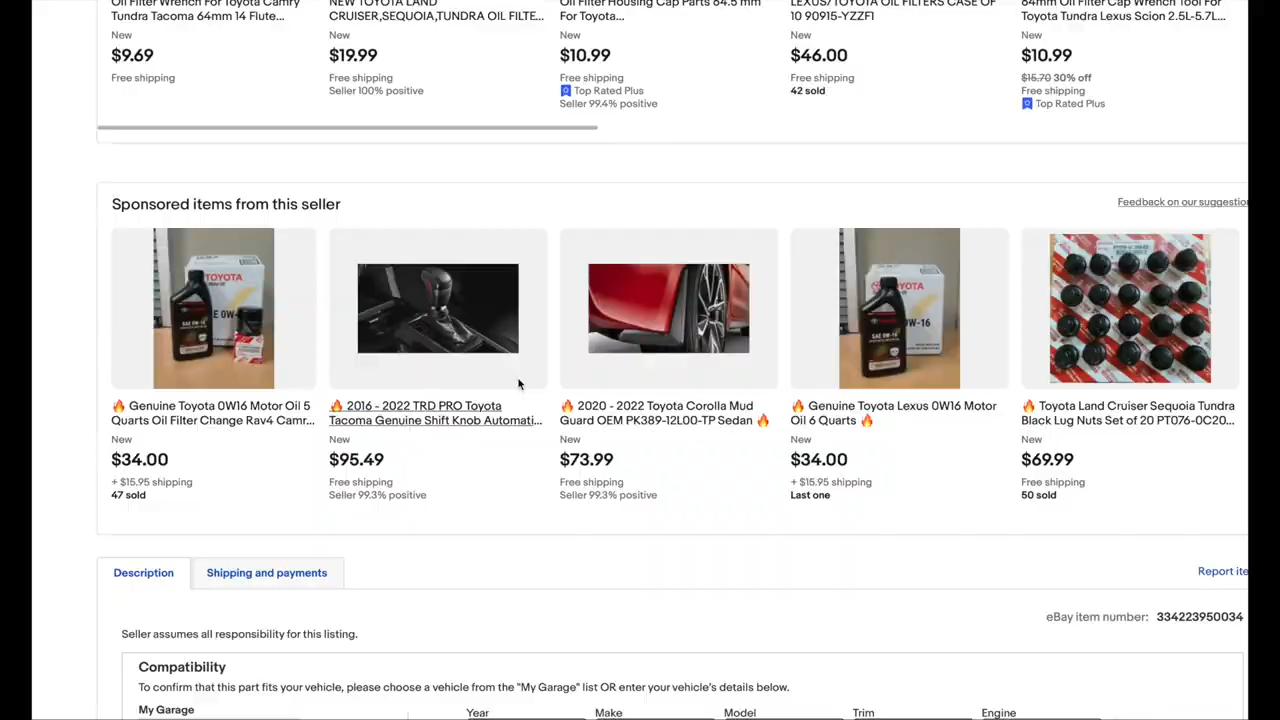 Oil Filter Wrench For Toyota Camry
Tundra Tacoma 64mm 14 Flute...
New
$9.69
Free shipping
NEW TOYOTA LAND
CRUISER,SEQUOIA,TUNDRA OIL FILTE...
New
$19.99
Free shipping
Seller 100% positive
Oil Filter Housing Cap Parts 64.5 mm
For Toyota...
New
$10.99
Free shipping
Top Rated Plus
Seller 99.4% positive
LEXUS/TOYOTA OIL FILTERS CASE OF
10 90915-YZZF1
New
$46.00
Free shipping
42 sold
64mm Oil Filter Cap Wrench Tool For
Toyota Tundra Lexus Scion 2.5L-5.7L...
New
$10.99
$15.70 30% off
Free shipping
Top Rated Plus
Sponsored items from this seller
Feedback on our suggestion
TOYOTA
SAE 0W-16
TOYOTA
0W-16
🔥 Genuine Toyota 0W16 Motor Oil 5
Quarts Oil Filter Change Rav4 Camr...
New
$34.00
+ $15.95 shipping
47 sold
🔥 2016 - 2022 TRD PRO Toyota
Tacoma Genuine Shift Knob Automati...
New
$95.49
Free shipping
Seller 99.3% positive
🔥 2020 - 2022 Toyota Corolla Mud
Guard OEM PK389-12L00-TP Sedan 🔥
New
$73.99
Free shipping
Seller 99.3% positive
🔥 Genuine Toyota Lexus 0W16 Motor
Oil 6 Quarts 🔥
New
$34.00
+ $15.95 shipping
Last one
🔥 Toyota Land Cruiser Sequoia Tundra
Black Lug Nuts Set of 20 PT076-0C20...
New
$69.99
Free shipping
50 sold
Description
Shipping and payments
Report ite
eBay item number: 334223950034
Seller assumes all responsibility for this listing.
Compatibility
To confirm that this part fits your vehicle, please choose a vehicle from the "My Garage" list OR enter your vehicle's details below.
My Garage
Year
Make
Model
Trim
Engine